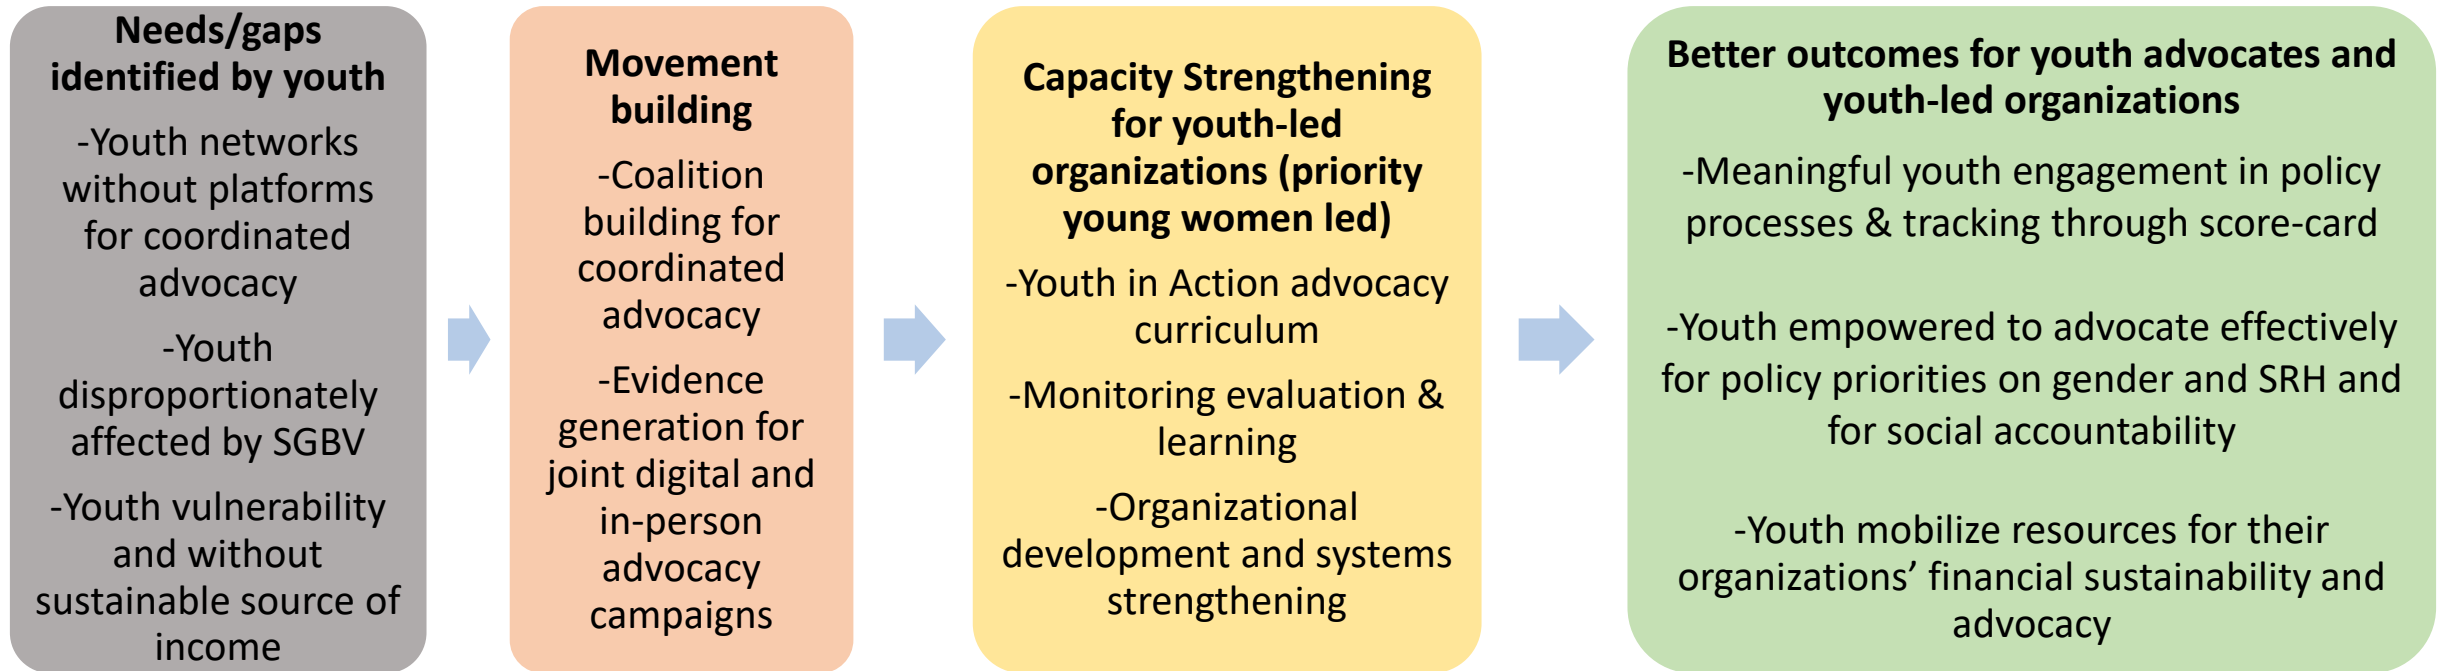 Needs/gaps
identified by youth
-Youth networks
without platforms
for coordinated
advocacy
-Youth
disproportionately
affected by SGBV
-Youth vulnerability
and without
sustainable source of
income
Movement
building
-Coalition
building for
coordinated
advocacy
-Evidence
generation for
joint digital and
in-person
advocacy
campaigns
Capacity Strengthening
for youth-led
organizations (priority
young women led)
-Youth in Action advocacy
curriculum
-Monitoring evaluation &
learning
-Organizational
development and systems
strengthening
Better outcomes for youth advocates and
youth-led organizations
-Meaningful youth engagement in policy
processes & tracking through score-card
-Youth empowered to advocate effectively
for policy priorities on gender and SRH and
for social accountability
-Youth mobilize resources for their
organizations’ financial sustainability and
advocacy